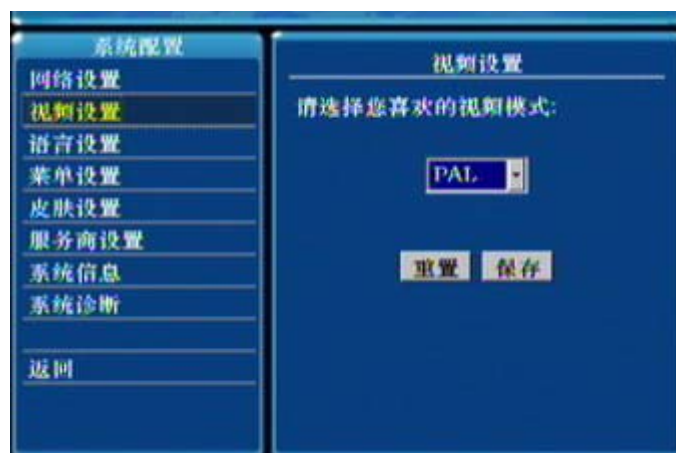 系统配置
网络设置
视频设置
语言设置
菜单设置
皮肤设置
服务商设置
系统信息
系统诊断
返回
视频设置
请选择您喜欢的视频模式:
PAL
重置 保存